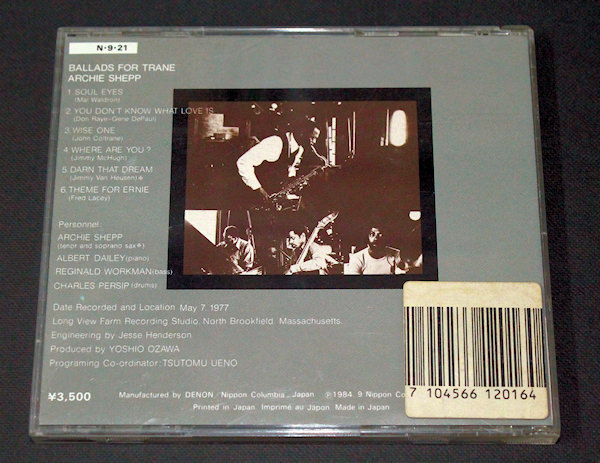 N·9·21
BALLADS FOR TRANE
ARCHIE SHEPP
1. SOUL EYES
(Mal Waldron)
2. YOU DON'T KNOW WHAT LOVE IS
(Don Raye–Gene DePaul)
3. WISE ONE
(John Coltrane)
4. WHERE ARE YOU?
(Jimmy McHugh)
5. DARN THAT DREAM
(Jimmy Van Heusen)*
6. THEME FOR ERNIE
(Fred Lacey)
Personnel:
ARCHIE SHEPP
(tenor and soprano sax*)
ALBERT DAILEY(piano)
REGINALD WORKMAN(bass)
CHARLES PERSIP(drums)
Date Recorded and Location May 7. 1977
Long View Farm Recording Studio, North Brookfield, Massachusetts.
Engineering by Jesse Henderson
Produced by YOSHIO OZAWA
Programing Co-ordinator: TSUTOMU UENO
¥3,500
Manufactured by DENON / Nippon Columbia, Japan ℗1984. 9 Nippon
Printed in Japan Imprimé au Japon Made in Japan
7 104566 120164